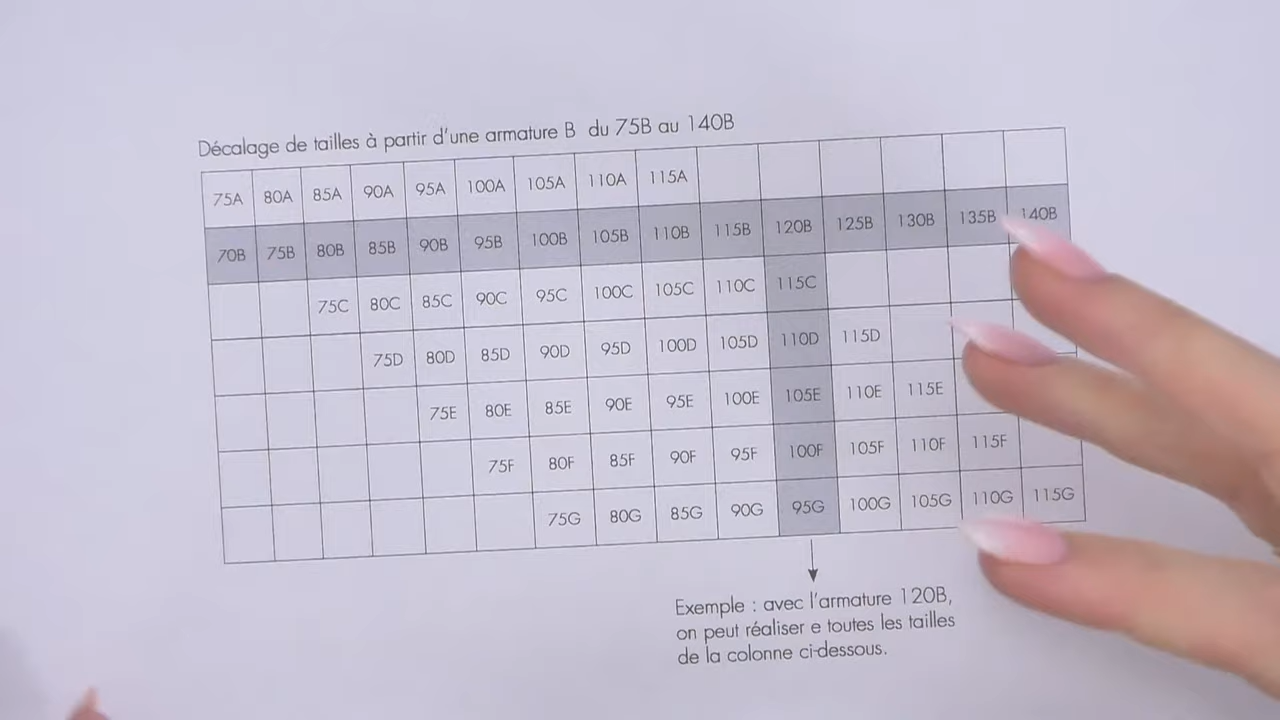 Décalage de tailles à partir d'une armature B du 75B au 140B
75A 80A 85A 90A 95A 100A 105A 110A 115A
70B 75B 80B 85B 90B 95B 100B 105B 110B 115B 120B 125B 130B 135B 140B
75C 80C 85C 90C 95C 100C 105C 110C 115C
75D 80D 85D 90D 95D 100D 105D 110D 115D
75E 80E 85E 90E 95E 100E 105E 110E 115E
75F 80F 85F 90F 95F 100F 105F 110F 115F
75G 80G 85G 90G 95G 100G 105G 110G 115G
Exemple : avec l'armature 120B,
on peut réaliser e toutes les tailles
de la colonne ci-dessous.